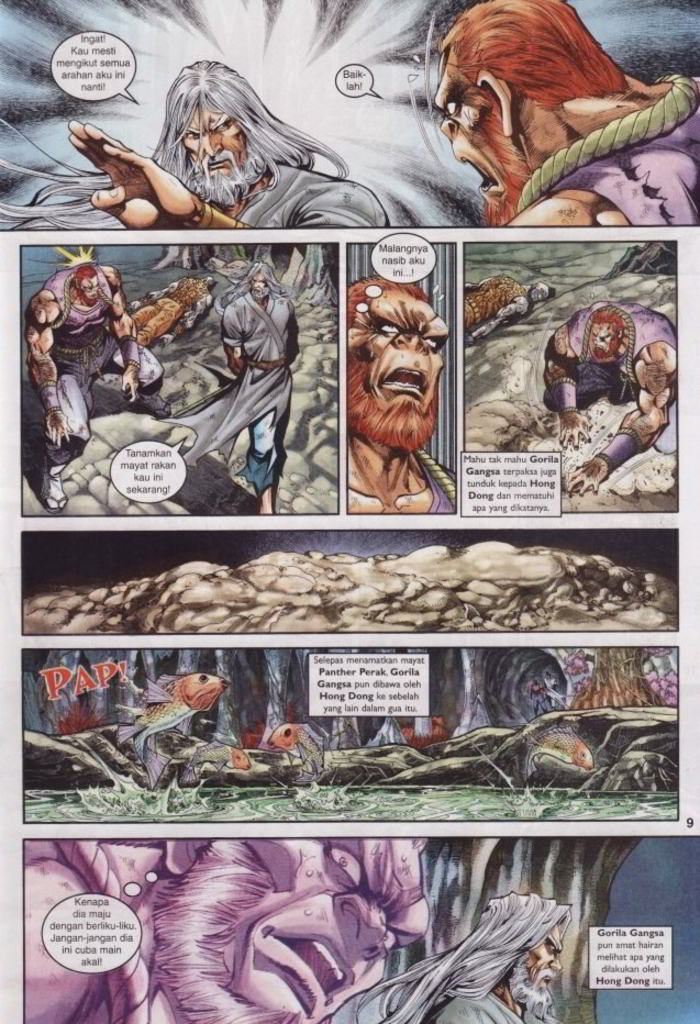 Ingat!
Kau mesti
mengikut semua
arahan aku ini
nanti!
Baik-
lah!
Tanamkan
mayat rakan
kau ini
sekarang!
Malangnya
nasib aku
ini...!
Mahu tak mahu Gorila
Gangsa terpaksa juga
tunduk kepada Hong
Dong dan mematuhi
apa yang dikatanya.
PAP!
Selepas menamatkan mayat
Panther Perak, Gorila
Gangsa pun dibawa oleh
Hong Dong ke sebelah
yang lain dalam gua itu.
9
Kenapa
dia maju
dengan berliku-liku.
Jangan-jangan dia
ini cuba main
akal!
Gorila Gangsa
pun amat hairan
melihat apa yang
dilakukan oleh
Hong Dong itu.